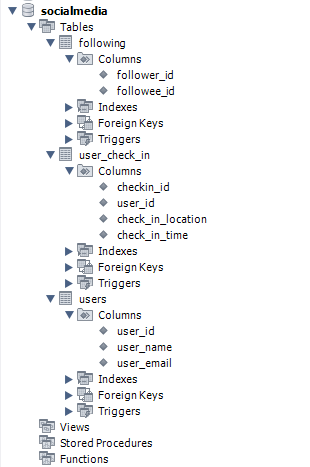 socialmedia
Tables
following
Columns
follower_id
followee_id
Indexes
Foreign Keys
Triggers
user_check_in
Columns
checkin_id
user_id
check_in_location
check_in_time
Indexes
Foreign Keys
Triggers
users
Columns
user_id
user_name
user_email
Indexes
Foreign Keys
Triggers
Views
Stored Procedures
Functions